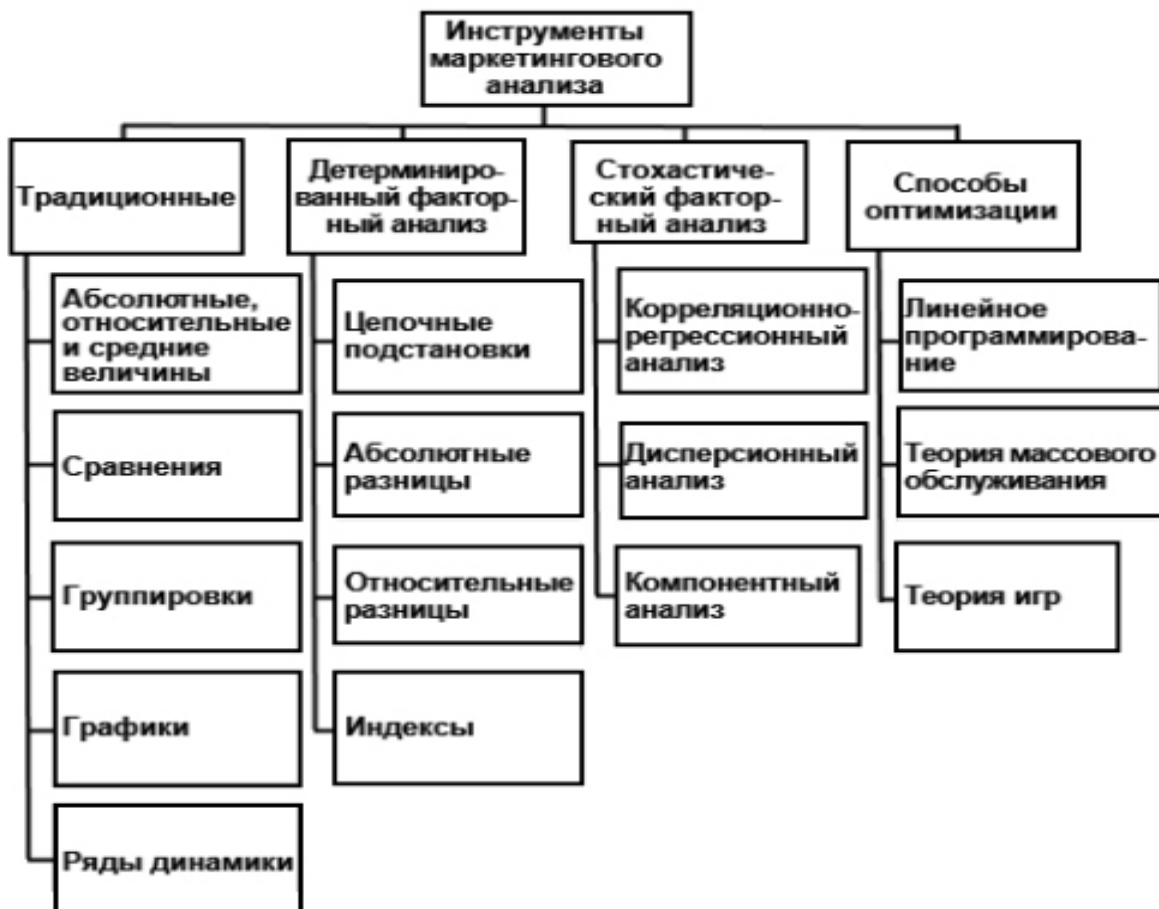 Инструменты
маркетингового
анализа
Традиционные
Детерминиро-
ванный фактор-
ный анализ
Стохастиче-
ский фактор-
ный анализ
Способы
оптимизации
Абсолютные,
относительные
и средние
величины
Сравнения
Группировки
Графики
Ряды динамики
Цепочные
подстановки
Абсолютные
разницы
Относительные
разницы
Индексы
Корреляционно-
регрессионный
анализ
Дисперсионный
анализ
Компонентный
анализ
Линейное
программирова-
ние
Теория массового
обслуживания
Теория игр